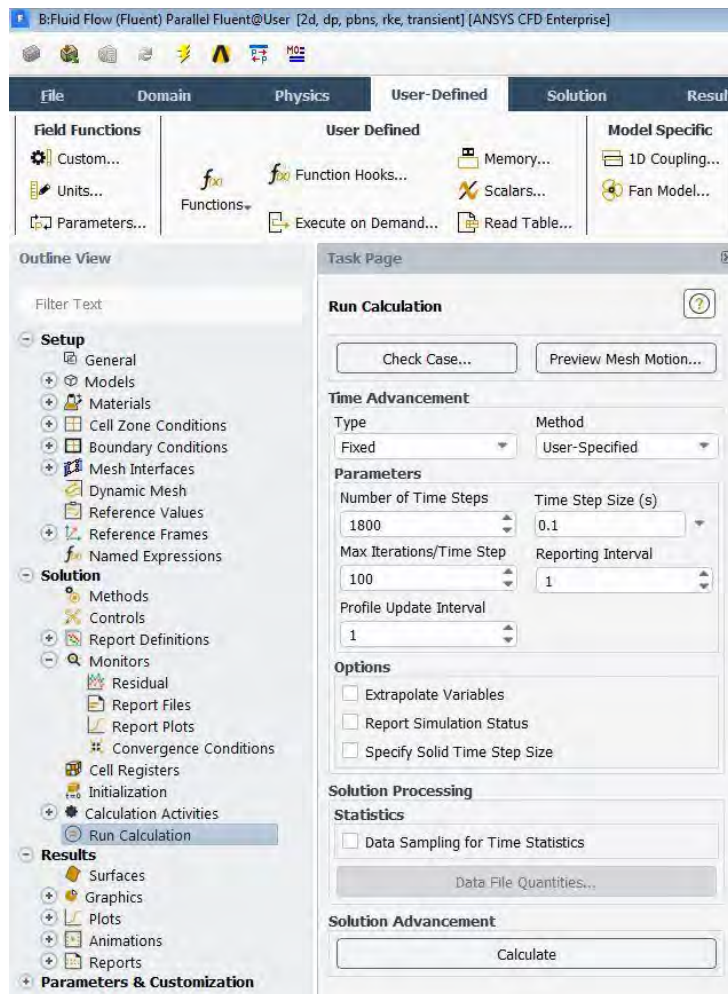 B:Fluid Flow (Fluent) Parallel Fluent@User [2d, dp, pbns, rke, transient] [ANSYS CFD Enterprise]
File Domain Physics User-Defined Solution Resul
Field Functions User Defined Model Specific
Custom... Memory... 1D Coupling...
Function Hooks...
Units... Scalars... Fan Model...
Functions
Parameters... Execute on Demand... Read Table...
Outline View
Filter Text
Setup
General
Models
Materials
Cell Zone Conditions
Boundary Conditions
Mesh Interfaces
Dynamic Mesh
Reference Values
Reference Frames
Named Expressions
Solution
Methods
Controls
Report Definitions
Monitors
Residual
Report Files
Report Plots
Convergence Conditions
Cell Registers
Initialization
Calculation Activities
Run Calculation
Results
Surfaces
Graphics
Plots
Animations
Reports
Parameters & Customization
Task Page
Run Calculation ?
Check Case... Preview Mesh Motion...
Time Advancement
Type Method
Fixed User-Specified
Parameters
Number of Time Steps Time Step Size (s)
1800 0.1
Max Iterations/Time Step Reporting Interval
100 1
Profile Update Interval
1
Options
Extrapolate Variables
Report Simulation Status
Specify Solid Time Step Size
Solution Processing
Statistics
Data Sampling for Time Statistics
Data File Quantities...
Solution Advancement
Calculate